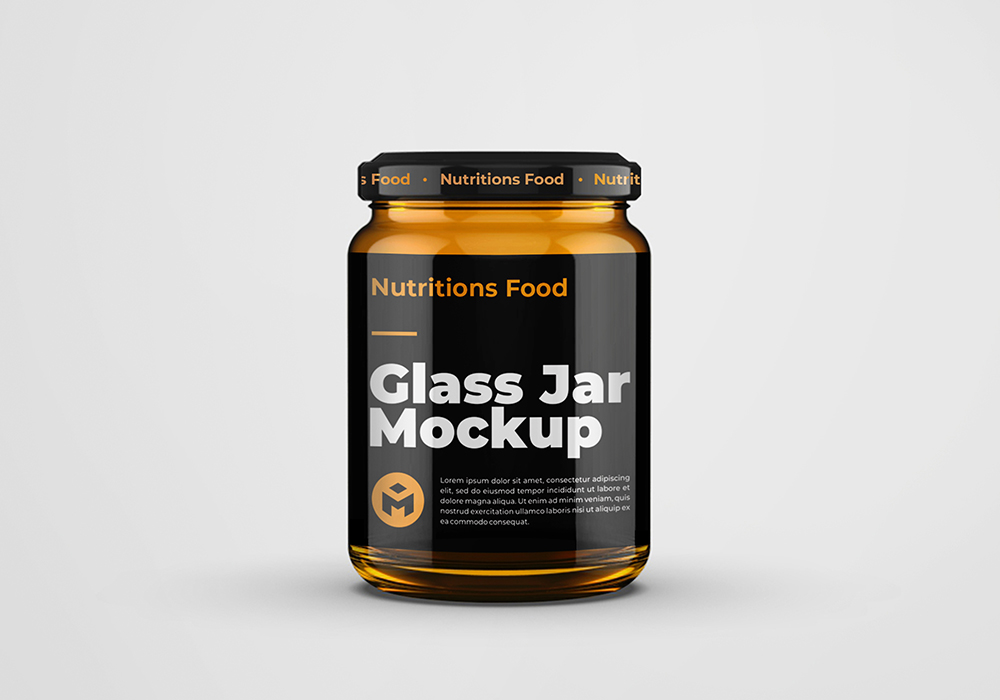 s Food • Nutritions Food • Nutrit
Nutritions Food
Glass Jar
Mockup
M
Lorem ipsum dolor sit amet, consectetur adipiscing
elit, sed do eiusmod tempor incididunt ut labore et
dolore magna aliqua. Ut enim ad minim veniam, quis
nostrud exercitation ullamco laboris nisi ut aliquip ex
ea commodo consequat.